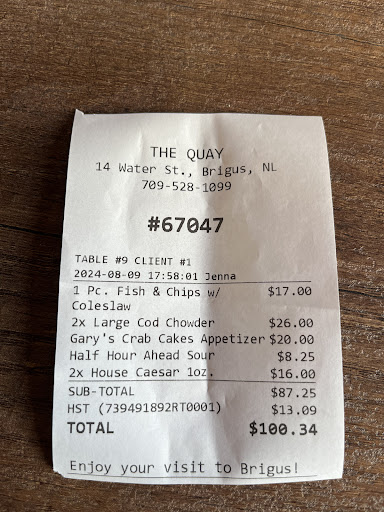 THE QUAY
14 Water St., Brigus, NL
709-528-1099
#67047
TABLE #9 CLIENT #1
2024-08-09 17:58:01 Jenna
1 Pc. Fish & Chips w/ $17.00
Coleslaw
2x Large Cod Chowder $26.00
Gary's Crab Cakes Appetizer $20.00
Half Hour Ahead Sour $8.25
2x House Caesar 1oz. $16.00
SUB-TOTAL $87.25
HST (739491892RT0001) $13.09
TOTAL $100.34
Enjoy your visit to Brigus!